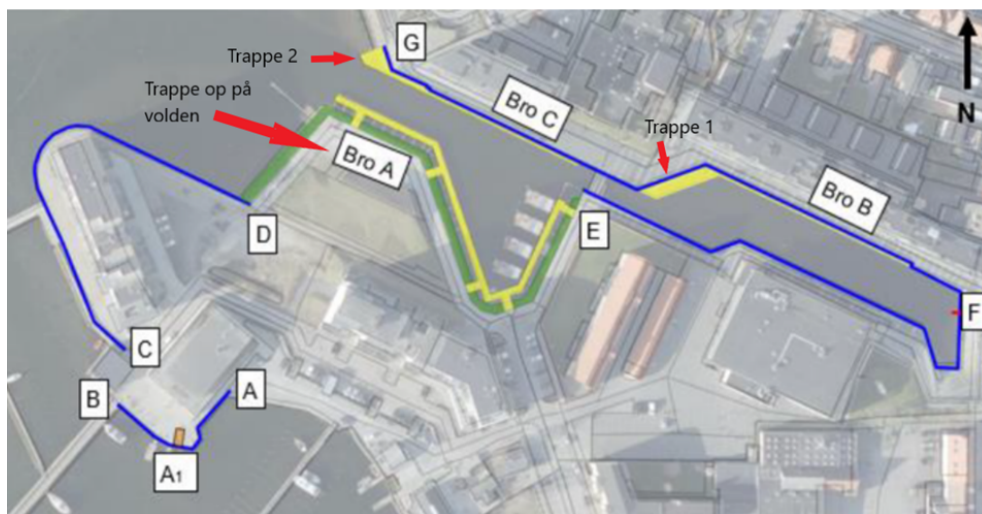 G
Trappe 2
Trappe op på
volden
Bro C
N
Trappe 1
Bro A
Bro B
D
E
F
C
B
A
A1